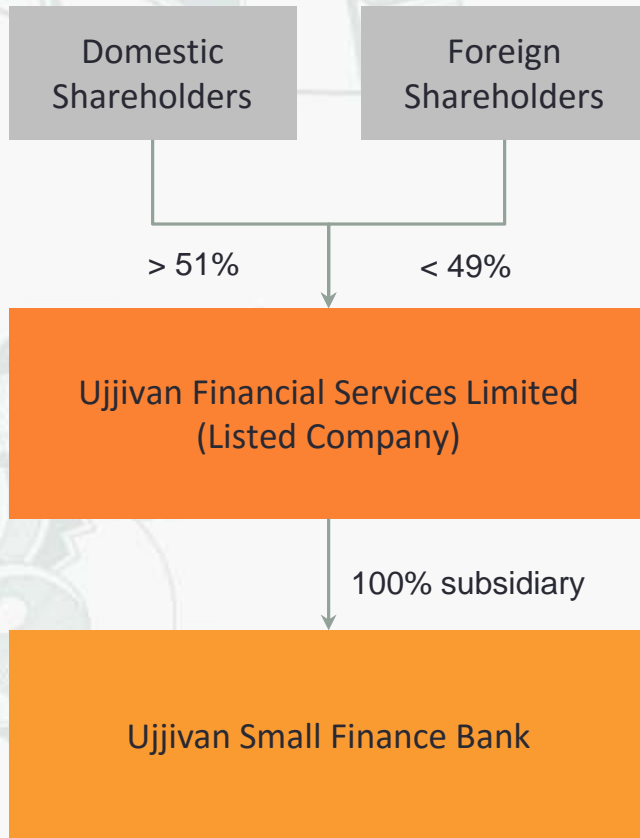 Domestic
Shareholders
Foreign
Shareholders
> 51%
< 49%
Ujjivan Financial Services Limited
(Listed Company)
100% subsidiary
Ujjivan Small Finance Bank